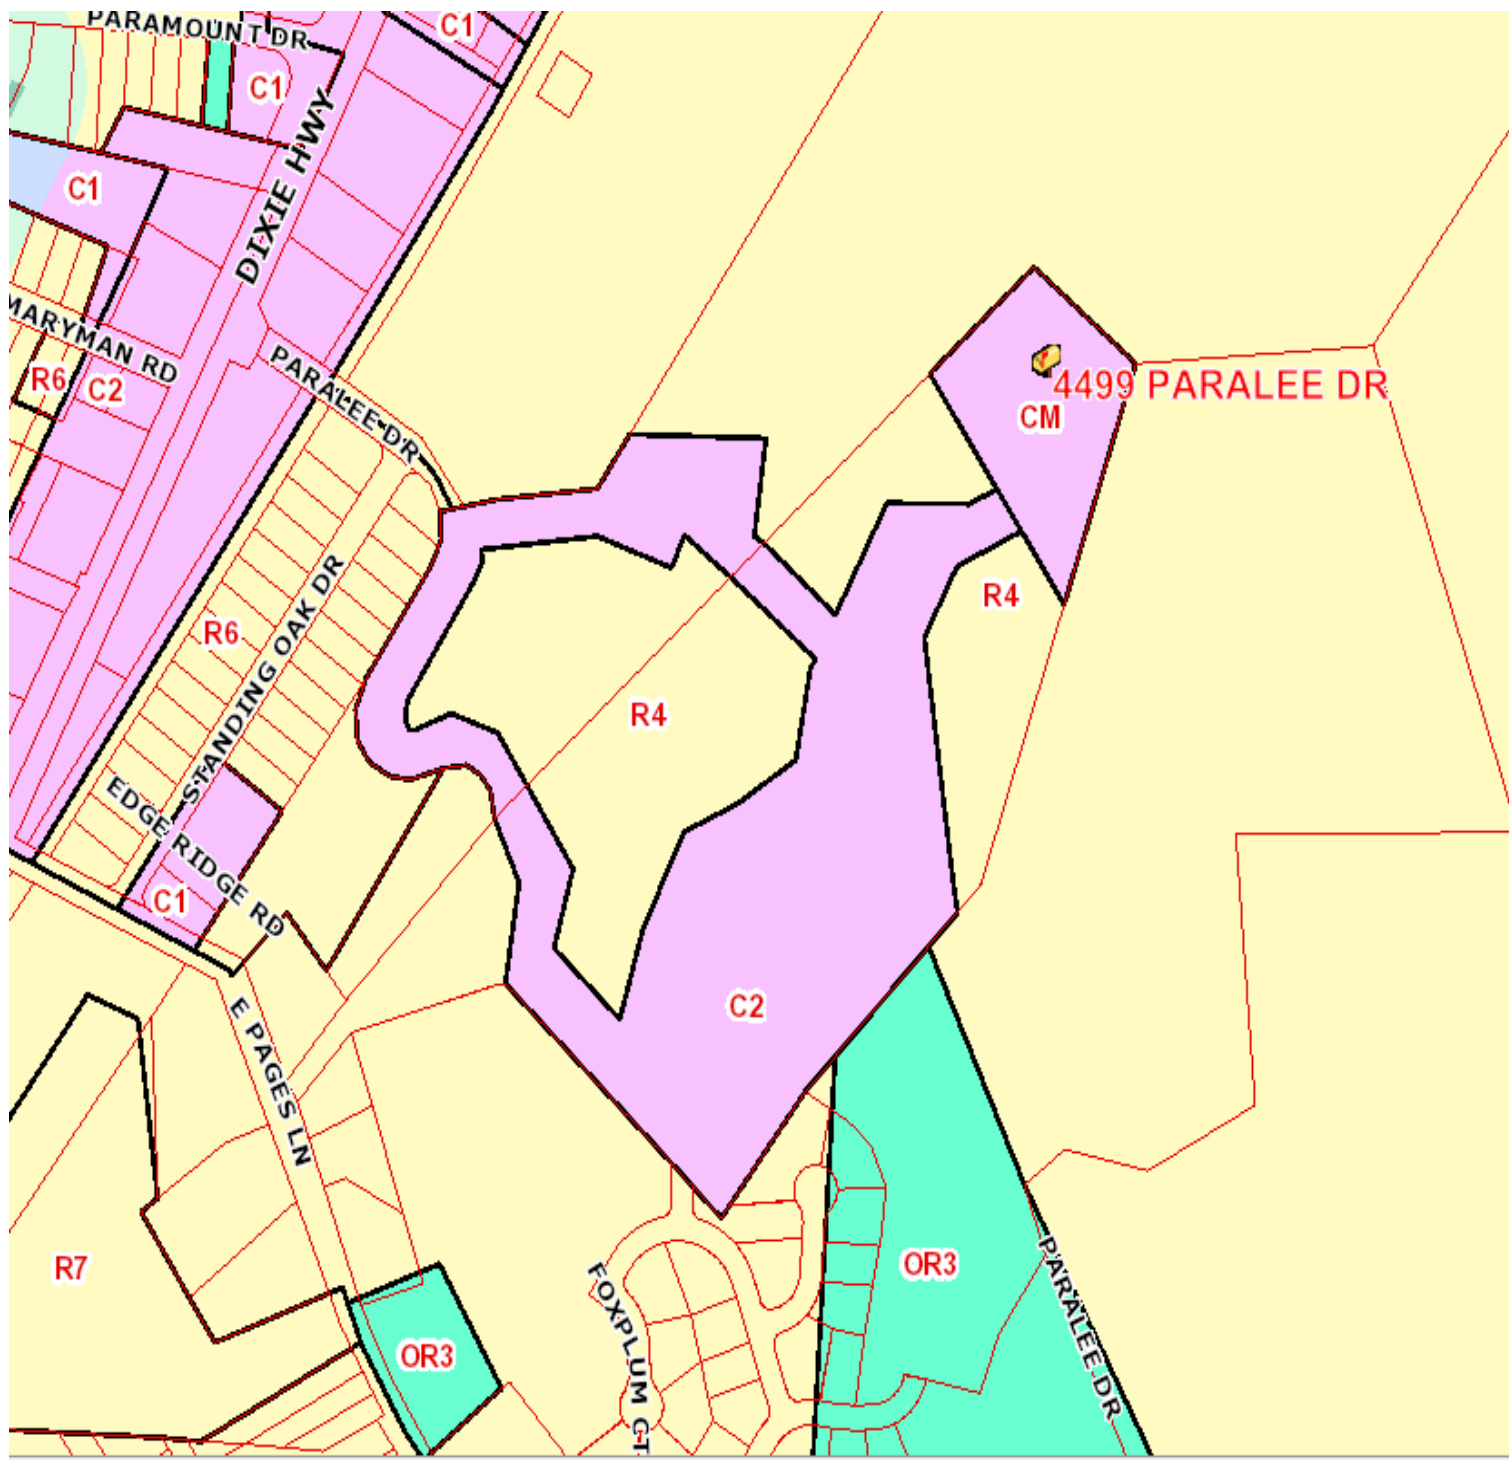 PARAMOUNT DR
C1
C1
DIXIE HWY
C1
MARYMAN RD
R6
C2
PARALEE DR
4499 PARALEE DR
CM
R4
R6
STANDING OAK DR
R4
EDGE RIDGE RD
C1
C2
E PAGES LN
R7
FOXPLUM CT
OR3
PARALEE DR
OR3